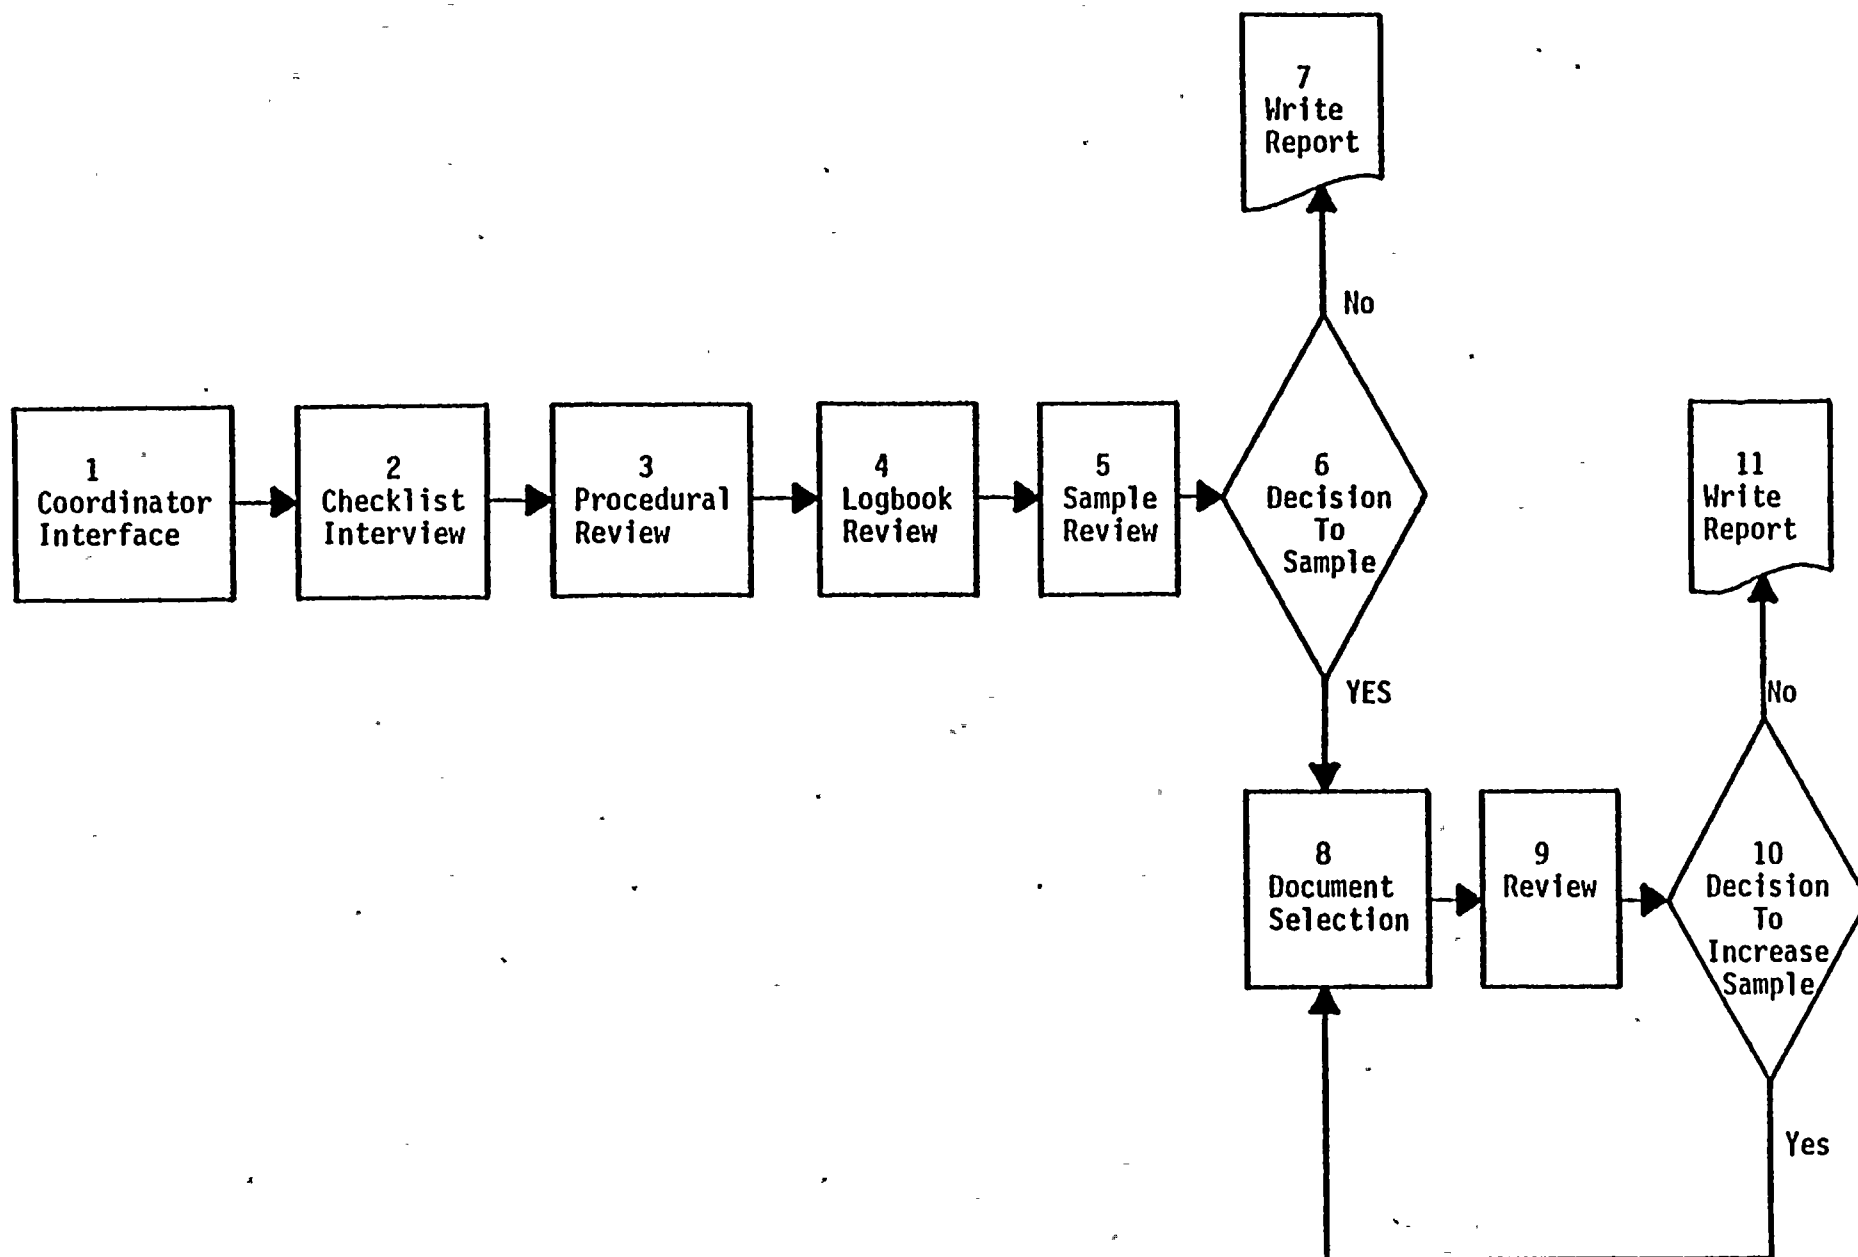 7
Write
Report
No
1
Coordinator
Interface
2
Checklist
Interview
3
Procedural
Review
4
Logbook
Review
5
Sample
Review
6
Decision
To
Sample
YES
11
Write
Report
No
8
Document
Selection
9
Review
10
Decision
To
Increase
Sample
Yes